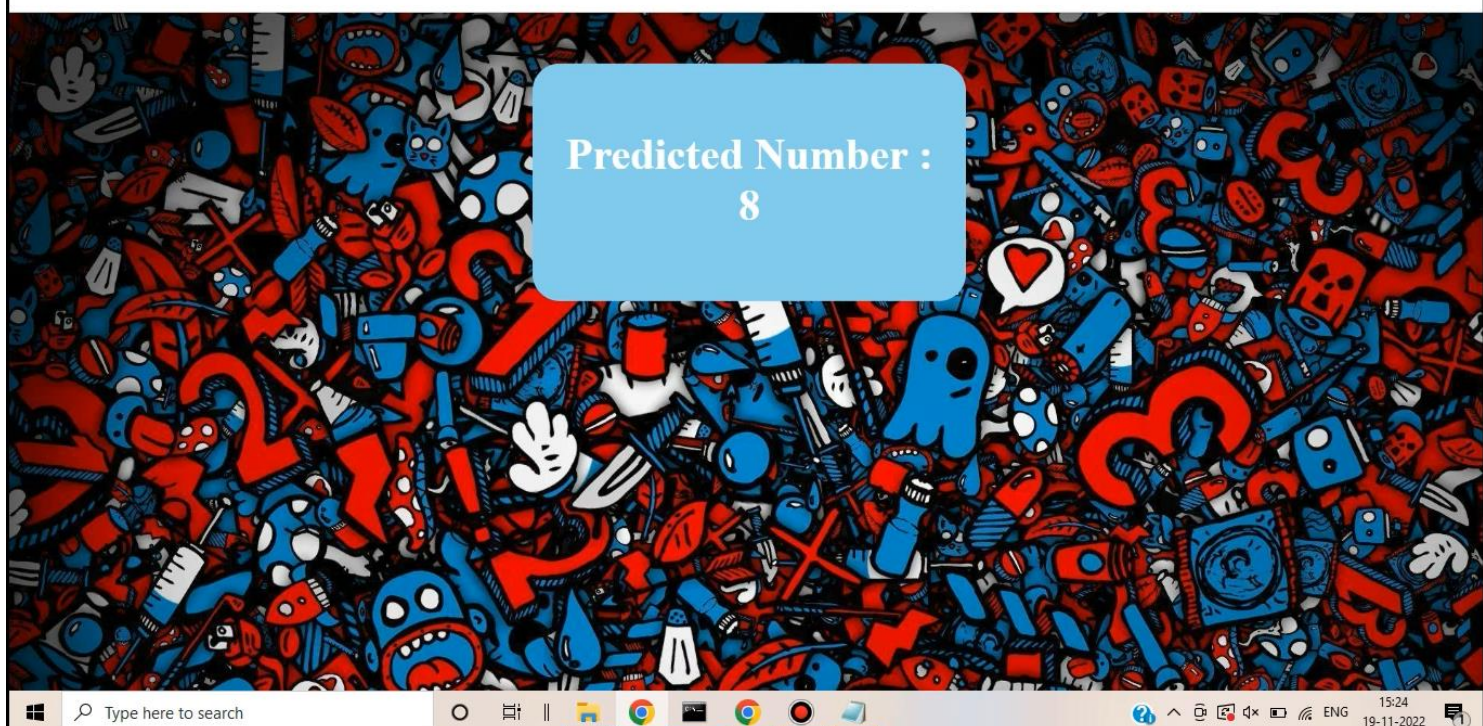 Predicted Number :
8
Type here to search
ENG
15:24
19-11-2022